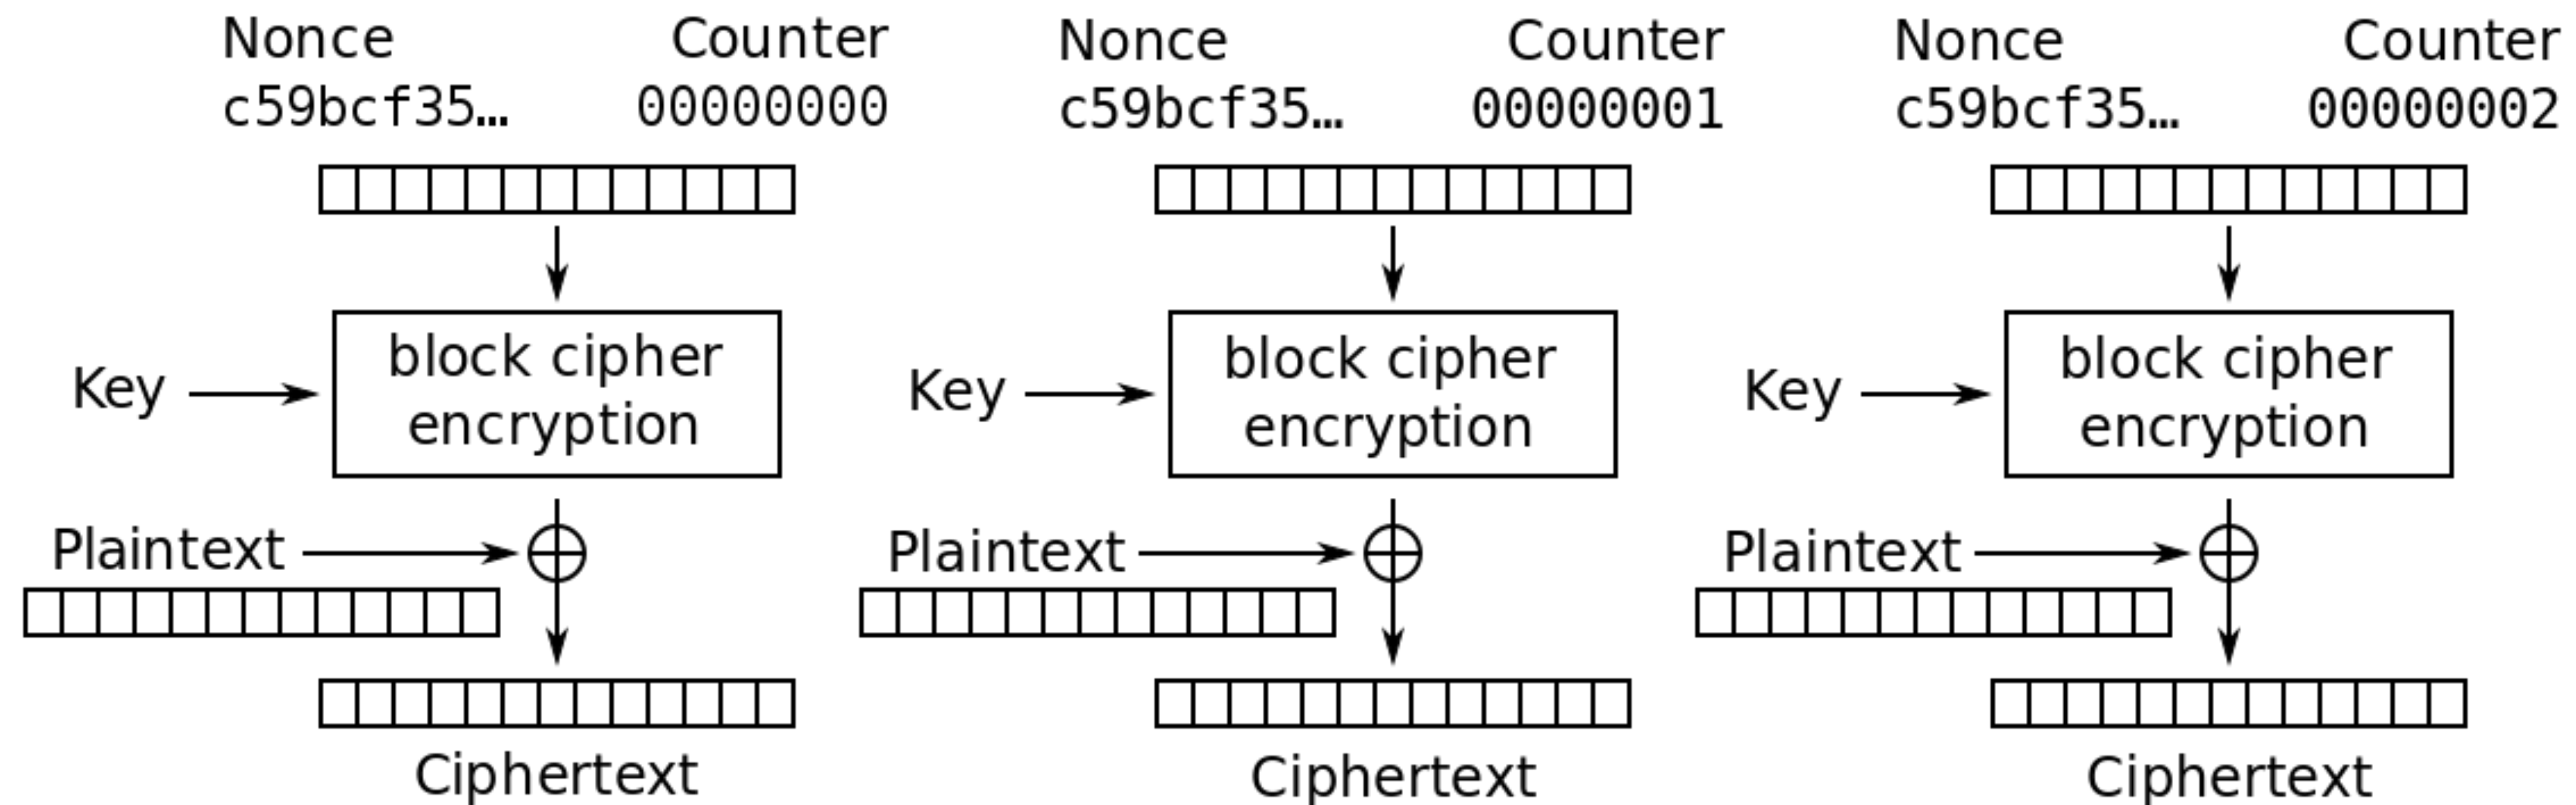 Nonce Counter Nonce Counter Nonce Counter
c59bcf35… 00000000 c59bcf35… 00000001 c59bcf35… 00000002
block cipher block cipher block cipher
Key Key Key
encryption encryption encryption
Plaintext Plaintext Plaintext
Ciphertext Ciphertext Ciphertext